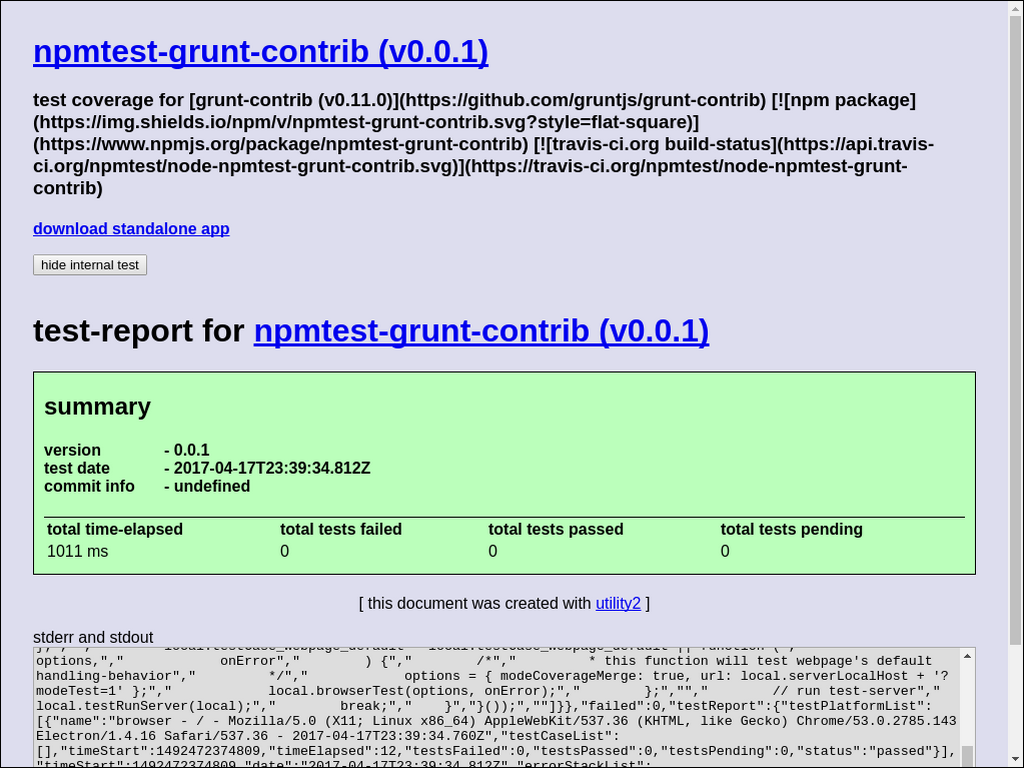 npmtest-grunt-contrib (v0.0.1)
test coverage for [grunt-contrib (v0.11.0)](https://github.com/gruntjs/grunt-contrib) [![npm package]
(https://img.shields.io/npm/v/npmtest-grunt-contrib.svg?style=flat-square)]
(https://www.npmjs.org/package/npmtest-grunt-contrib) [![travis-ci.org build-status](https://api.travis-
ci.org/npmtest/node-npmtest-grunt-contrib.svg)](https://travis-ci.org/npmtest/node-npmtest-grunt-
contrib)
download standalone app
hide internal test
test-report for npmtest-grunt-contrib (v0.0.1)
summary
version - 0.0.1
test date - 2017-04-17T23:39:34.812Z
commit info - undefined
total time-elapsed total tests failed total tests passed total tests pending
1011 ms 0 0 0
[ this document was created with utility2 ]
stderr and stdout
options,"," onError"," ) {"," /*"," * this function will test webpage's default
handling-behavior"," */"," options = { modeCoverageMerge: true, url: local.serverLocalHost + '?
modeTest=1' };"," local.browserTest(options, onError);"," };",""," // run test-server","
local.testRunServer(local);"," break;"," }","}());",""]}},"failed":0,"testReport":{"testPlatformList":
[{"name":"browser - / - Mozilla/5.0 (X11; Linux x86_64) AppleWebKit/537.36 (KHTML, like Gecko) Chrome/53.0.2785.143
Electron/1.4.16 Safari/537.36 - 2017-04-17T23:39:34.760Z","testCaseList":
[],"timeStart":1492472374809,"timeElapsed":12,"testsFailed":0,"testsPassed":0,"testsPending":0,"status":"passed"}],
"timeStart":1492472374809,"date":"2017-04-17T23:39:34.812Z","errorStackList":